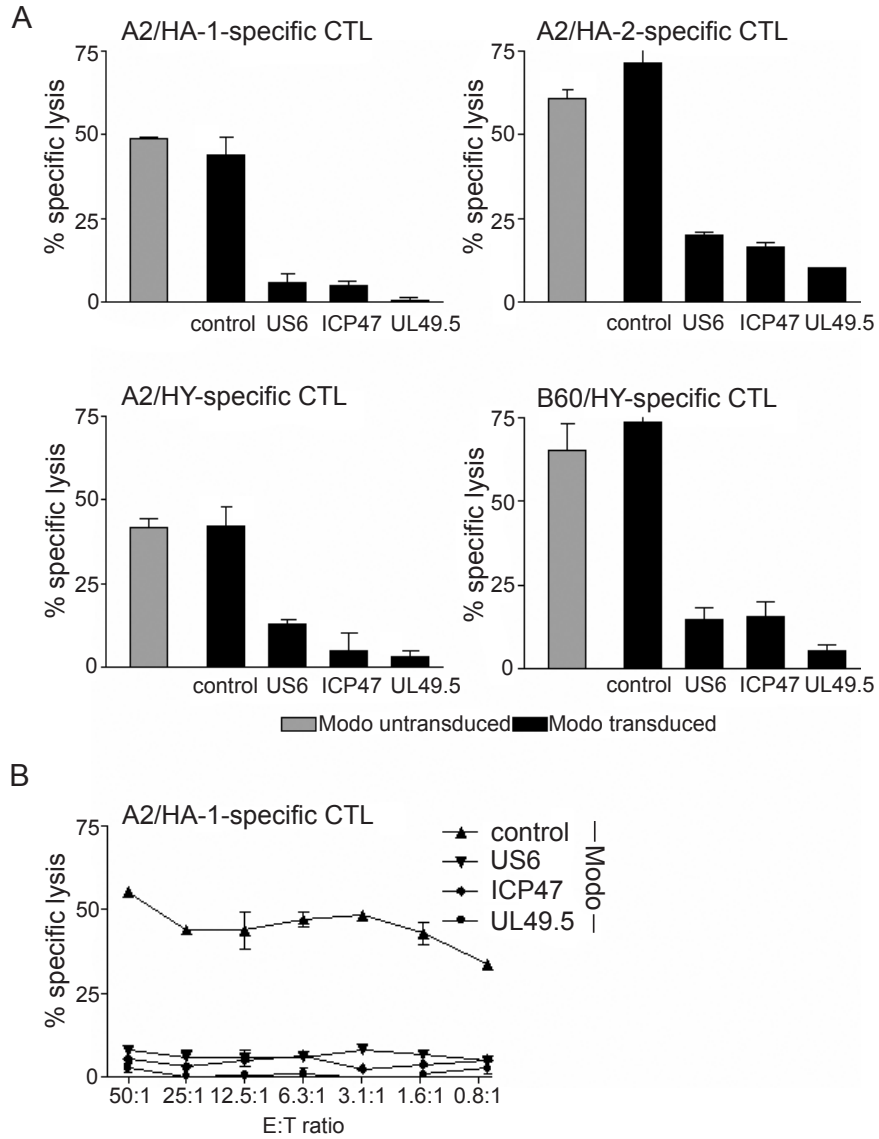 A
A2/HA-1-specific CTL
% specific lysis
75
50
25
0
control US6 ICP47 UL49.5
A2/HA-2-specific CTL
% specific lysis
75
50
25
0
control US6 ICP47 UL49.5
A2/HY-specific CTL
% specific lysis
75
50
25
0
control US6 ICP47 UL49.5
B60/HY-specific CTL
% specific lysis
75
50
25
0
control US6 ICP47 UL49.5
Modo untransduced Modo transduced
B
A2/HA-1-specific CTL
% specific lysis
75
50
25
0
50:1 25:1 12.5:1 6.3:1 3.1:1 1.6:1 0.8:1
E:T ratio
control
US6
ICP47
UL49.5
Modo